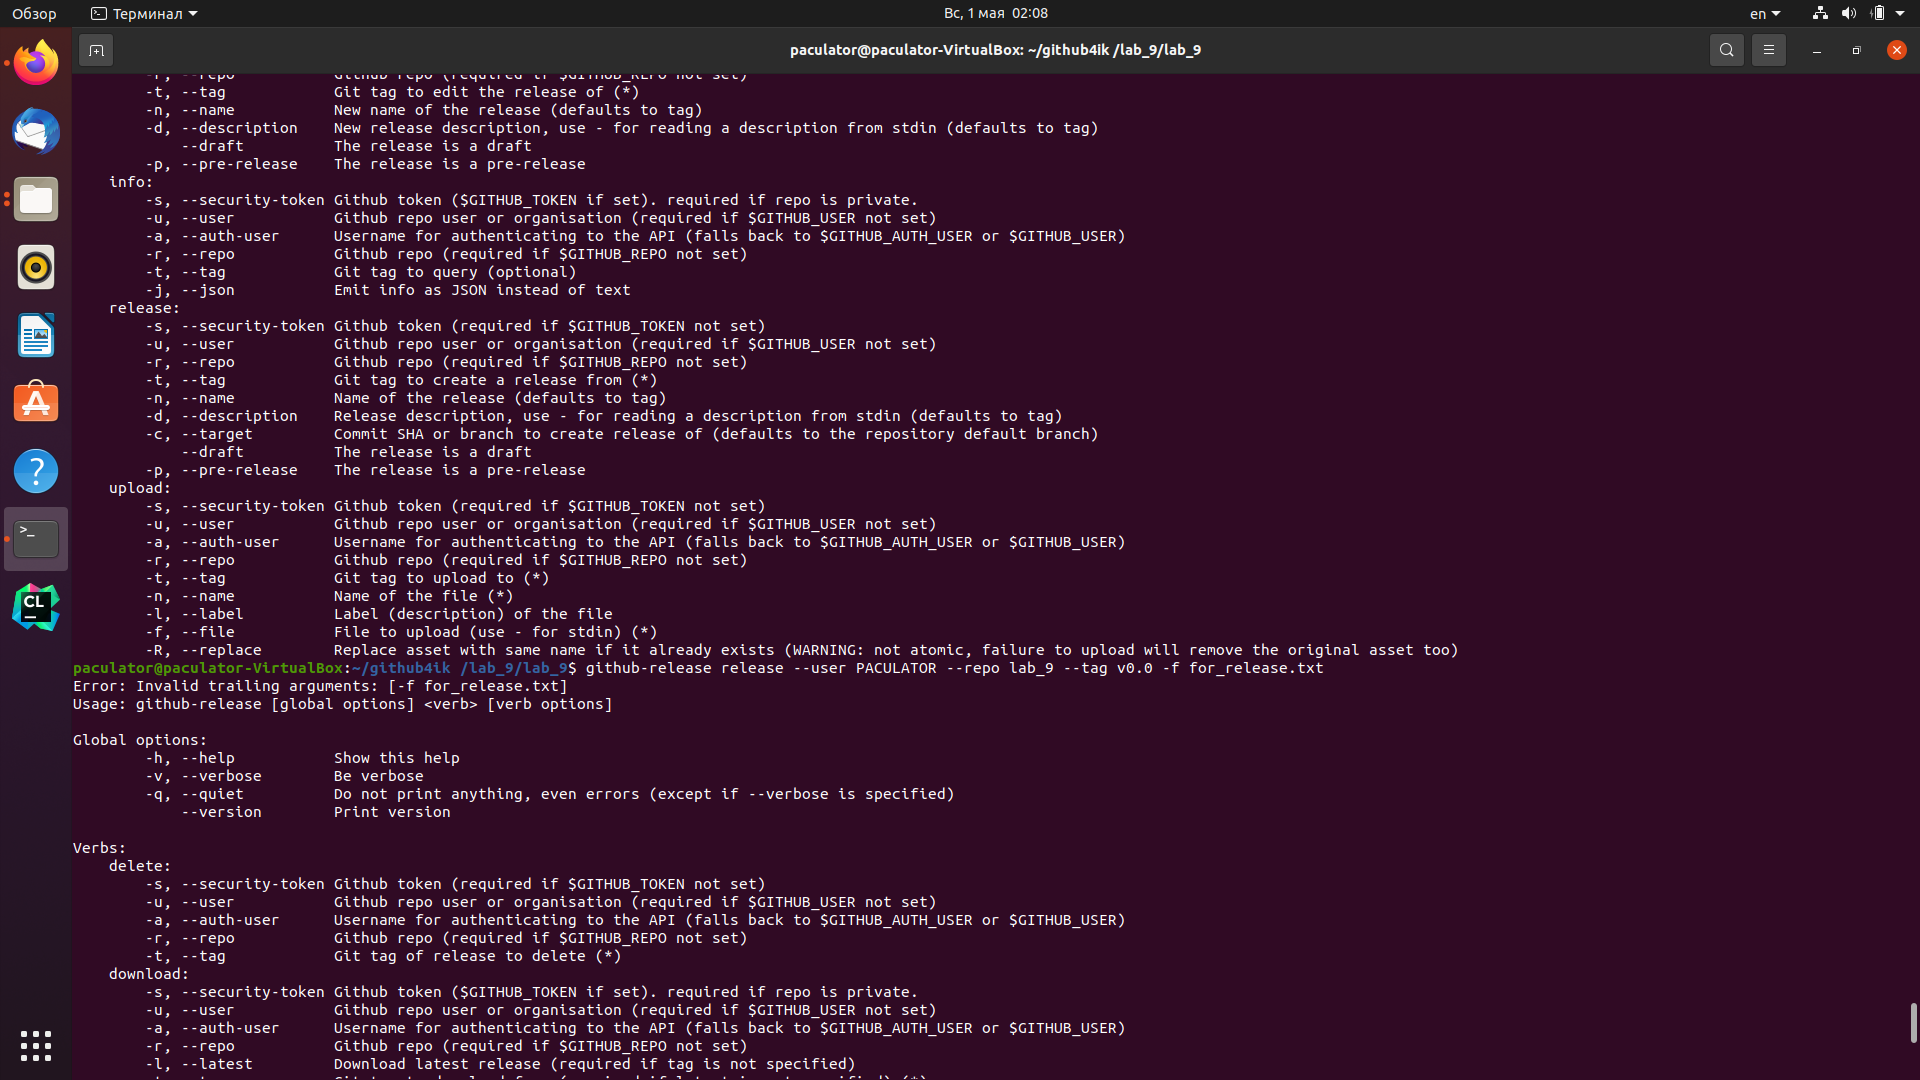 Обзор
Терминал
Вс, 1 мая 02:08
en
paculator@paculator-VirtualBox: ~/github4ik /lab_9/lab_9
-r, --repo Github repo (required if $GITHUB_REPO not set)
-t, --tag Git tag to edit the release of (*)
-n, --name New name of the release (defaults to tag)
-d, --description New release description, use - for reading a description from stdin (defaults to tag)
--draft The release is a draft
-p, --pre-release The release is a pre-release
info:
-s, --security-token Github token ($GITHUB_TOKEN if set). required if repo is private.
-u, --user Github repo user or organisation (required if $GITHUB_USER not set)
-a, --auth-user Username for authenticating to the API (falls back to $GITHUB_AUTH_USER or $GITHUB_USER)
-r, --repo Github repo (required if $GITHUB_REPO not set)
-t, --tag Git tag to query (optional)
-j, --json Emit info as JSON instead of text
release:
-s, --security-token Github token (required if $GITHUB_TOKEN not set)
-u, --user Github repo user or organisation (required if $GITHUB_USER not set)
-r, --repo Github repo (required if $GITHUB_REPO not set)
-t, --tag Git tag to create a release from (*)
-n, --name Name of the release (defaults to tag)
-d, --description Release description, use - for reading a description from stdin (defaults to tag)
-c, --target Commit SHA or branch to create release of (defaults to the repository default branch)
--draft The release is a draft
-p, --pre-release The release is a pre-release
upload:
-s, --security-token Github token (required if $GITHUB_TOKEN not set)
-u, --user Github repo user or organisation (required if $GITHUB_USER not set)
-a, --auth-user Username for authenticating to the API (falls back to $GITHUB_AUTH_USER or $GITHUB_USER)
-r, --repo Github repo (required if $GITHUB_REPO not set)
-t, --tag Git tag to upload to (*)
-n, --name Name of the file (*)
-l, --label Label (description) of the file
-f, --file File to upload (use - for stdin) (*)
-R, --replace Replace asset with same name if it already exists (WARNING: not atomic, failure to upload will remove the original asset too)
paculator@paculator-VirtualBox:~/github4ik /lab_9/lab_9$ github-release release --user PACULATOR --repo lab_9 --tag v0.0 -f for_release.txt
Error: Invalid trailing arguments: [-f for_release.txt]
Usage: github-release [global options] <verb> [verb options]
Global options:
-h, --help Show this help
-v, --verbose Be verbose
-q, --quiet Do not print anything, even errors (except if --verbose is specified)
--version Print version
Verbs:
delete:
-s, --security-token Github token (required if $GITHUB_TOKEN not set)
-u, --user Github repo user or organisation (required if $GITHUB_USER not set)
-a, --auth-user Username for authenticating to the API (falls back to $GITHUB_AUTH_USER or $GITHUB_USER)
-r, --repo Github repo (required if $GITHUB_REPO not set)
-t, --tag Git tag of release to delete (*)
download:
-s, --security-token Github token ($GITHUB_TOKEN if set). required if repo is private.
-u, --user Github repo user or organisation (required if $GITHUB_USER not set)
-a, --auth-user Username for authenticating to the API (falls back to $GITHUB_AUTH_USER or $GITHUB_USER)
-r, --repo Github repo (required if $GITHUB_REPO not set)
-l, --latest Download latest release (required if tag is not specified)
CL